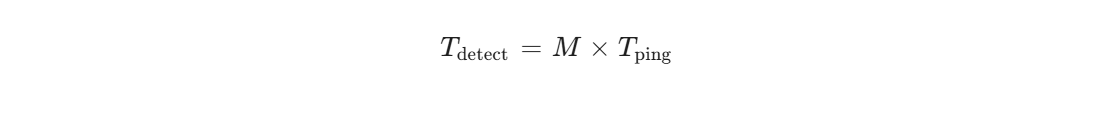 T_detect = M × T_ping